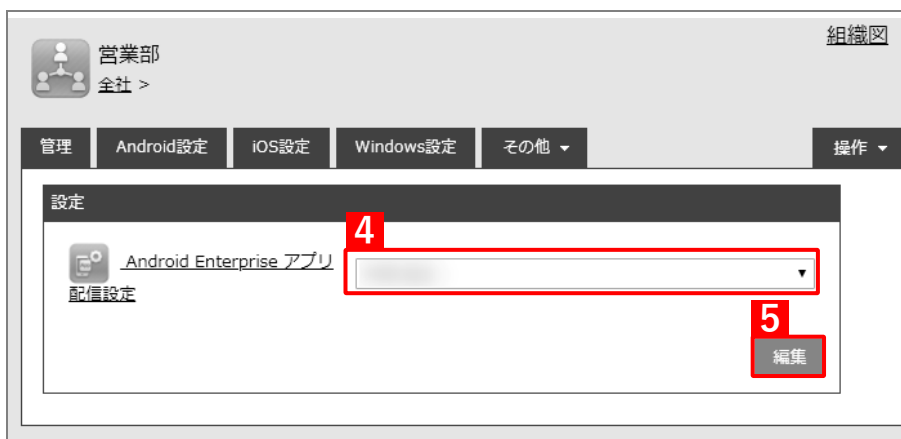 組織図
営業部
全社 >
管理 Android設定 iOS設定 Windows設定 その他 ▼ 操作 ▼
設定
4
Android Enterprise アプリ
配信設定
5
編集